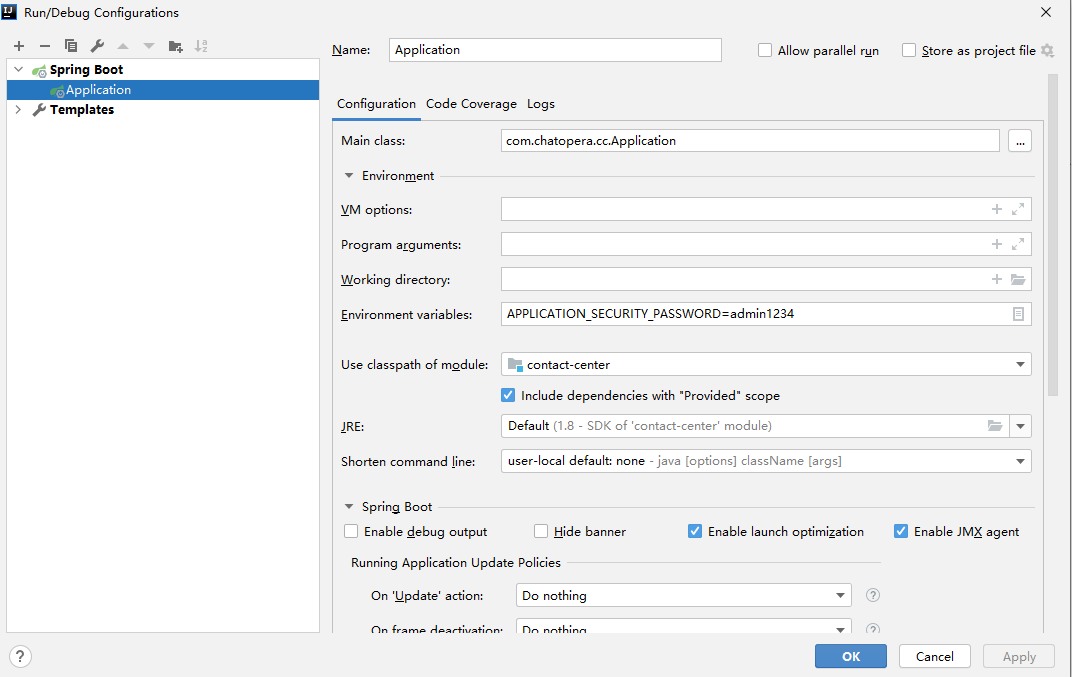 Run/Debug Configurations
Name: Application Allow parallel run Store as project file
Spring Boot
Application
Templates
Configuration Code Coverage Logs
Main class: com.chatopera.cc.Application ...
Environment
VM options:
Program arguments:
Working directory:
Environment variables: APPLICATION_SECURITY_PASSWORD=admin1234
Use classpath of module: contact-center
Include dependencies with "Provided" scope
JRE: Default (1.8 - SDK of 'contact-center' module)
Shorten command line: user-local default: none - java [options] className [args]
Spring Boot
Enable debug output Hide banner Enable launch optimization Enable JMX agent
Running Application Update Policies
On 'Update' action: Do nothing ?
On frame deactivation: Do nothing ?
? OK Cancel Apply